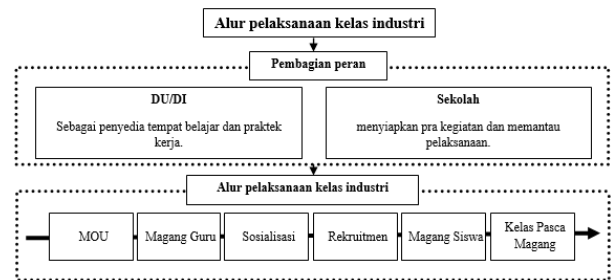 Alur pelaksanaan kelas industri
Pembagian peran
DU/DI
Sebagai penyedia tempat belajar dan praktek
kerja.
Sekolah
menyiapkan pra kegiatan dan memantau
pelaksanaan.
Alur pelaksanaan kelas industri
MOU
Magang Guru
Sosialisasi
Rekruitmen
Magang Siswa
Kelas Pasca
Magang